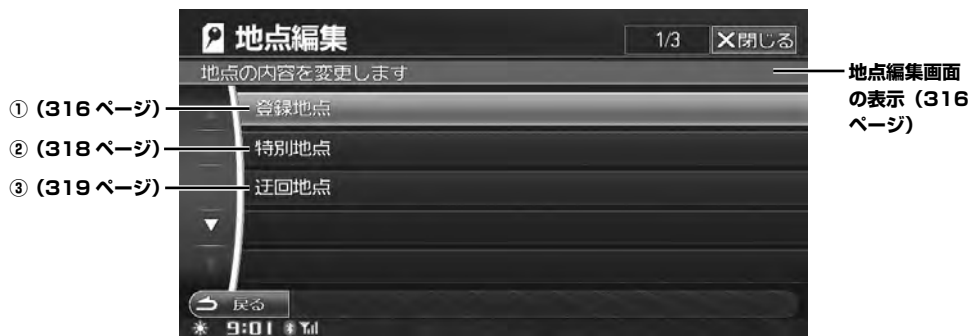 地点編集
1/3
×閉じる
地点の内容を変更します
地点編集画面
の表示（316
ページ）
①（316 ページ）
登録地点
②（318 ページ）
特別地点
③（319 ページ）
迂回地点
戻る
9:01